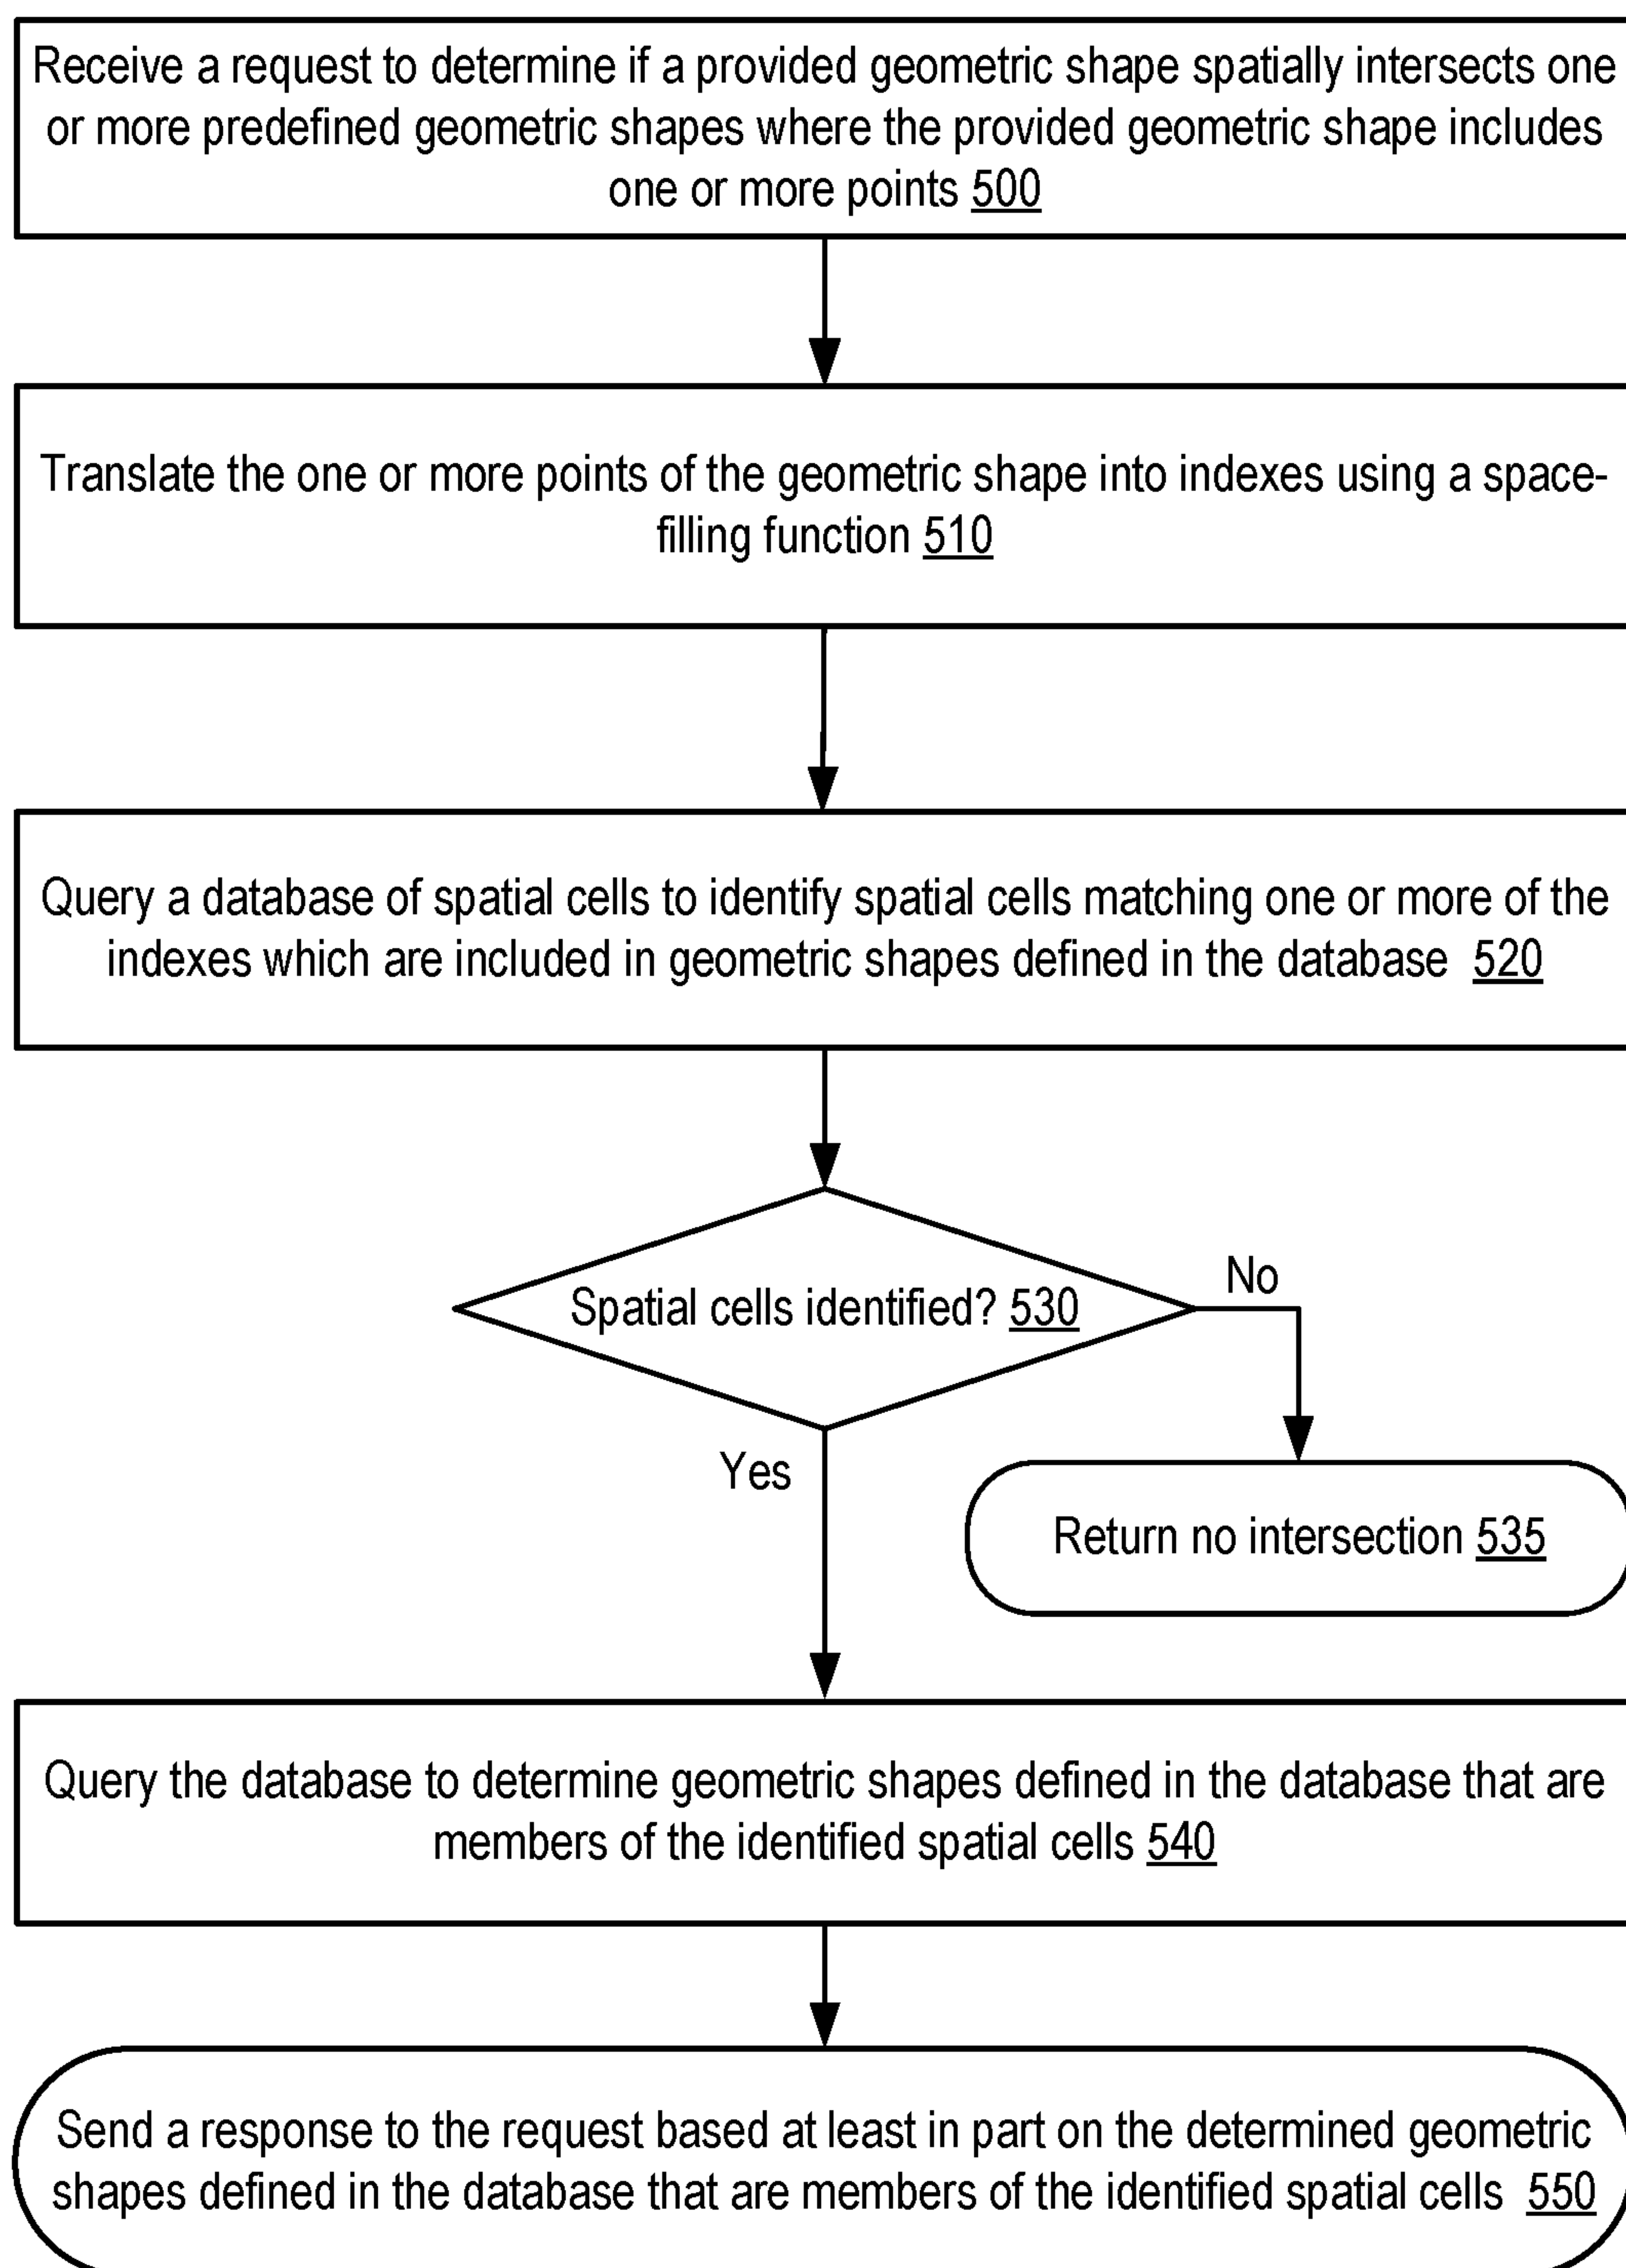 Receive a request to determine if a provided geometric shape spatially intersects one
or more predefined geometric shapes where the provided geometric shape includes
one or more points 500
Translate the one or more points of the geometric shape into indexes using a space-
filling function 510
Query a database of spatial cells to identify spatial cells matching one or more of the
indexes which are included in geometric shapes defined in the database 520
Spatial cells identified? 530
No
Yes
Return no intersection 535
Query the database to determine geometric shapes defined in the database that are
members of the identified spatial cells 540
Send a response to the request based at least in part on the determined geometric
shapes defined in the database that are members of the identified spatial cells 550